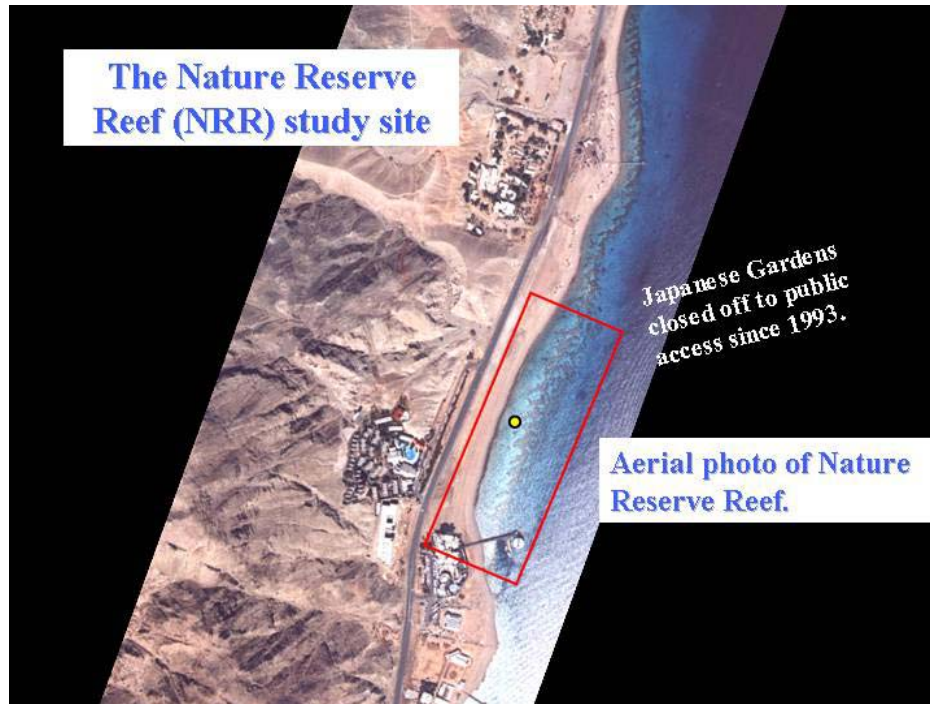 The Nature Reserve
Reef (NRR) study site
Japanese Gardens
closed off to public
access since 1993.
Aerial photo of Nature
Reserve Reef.